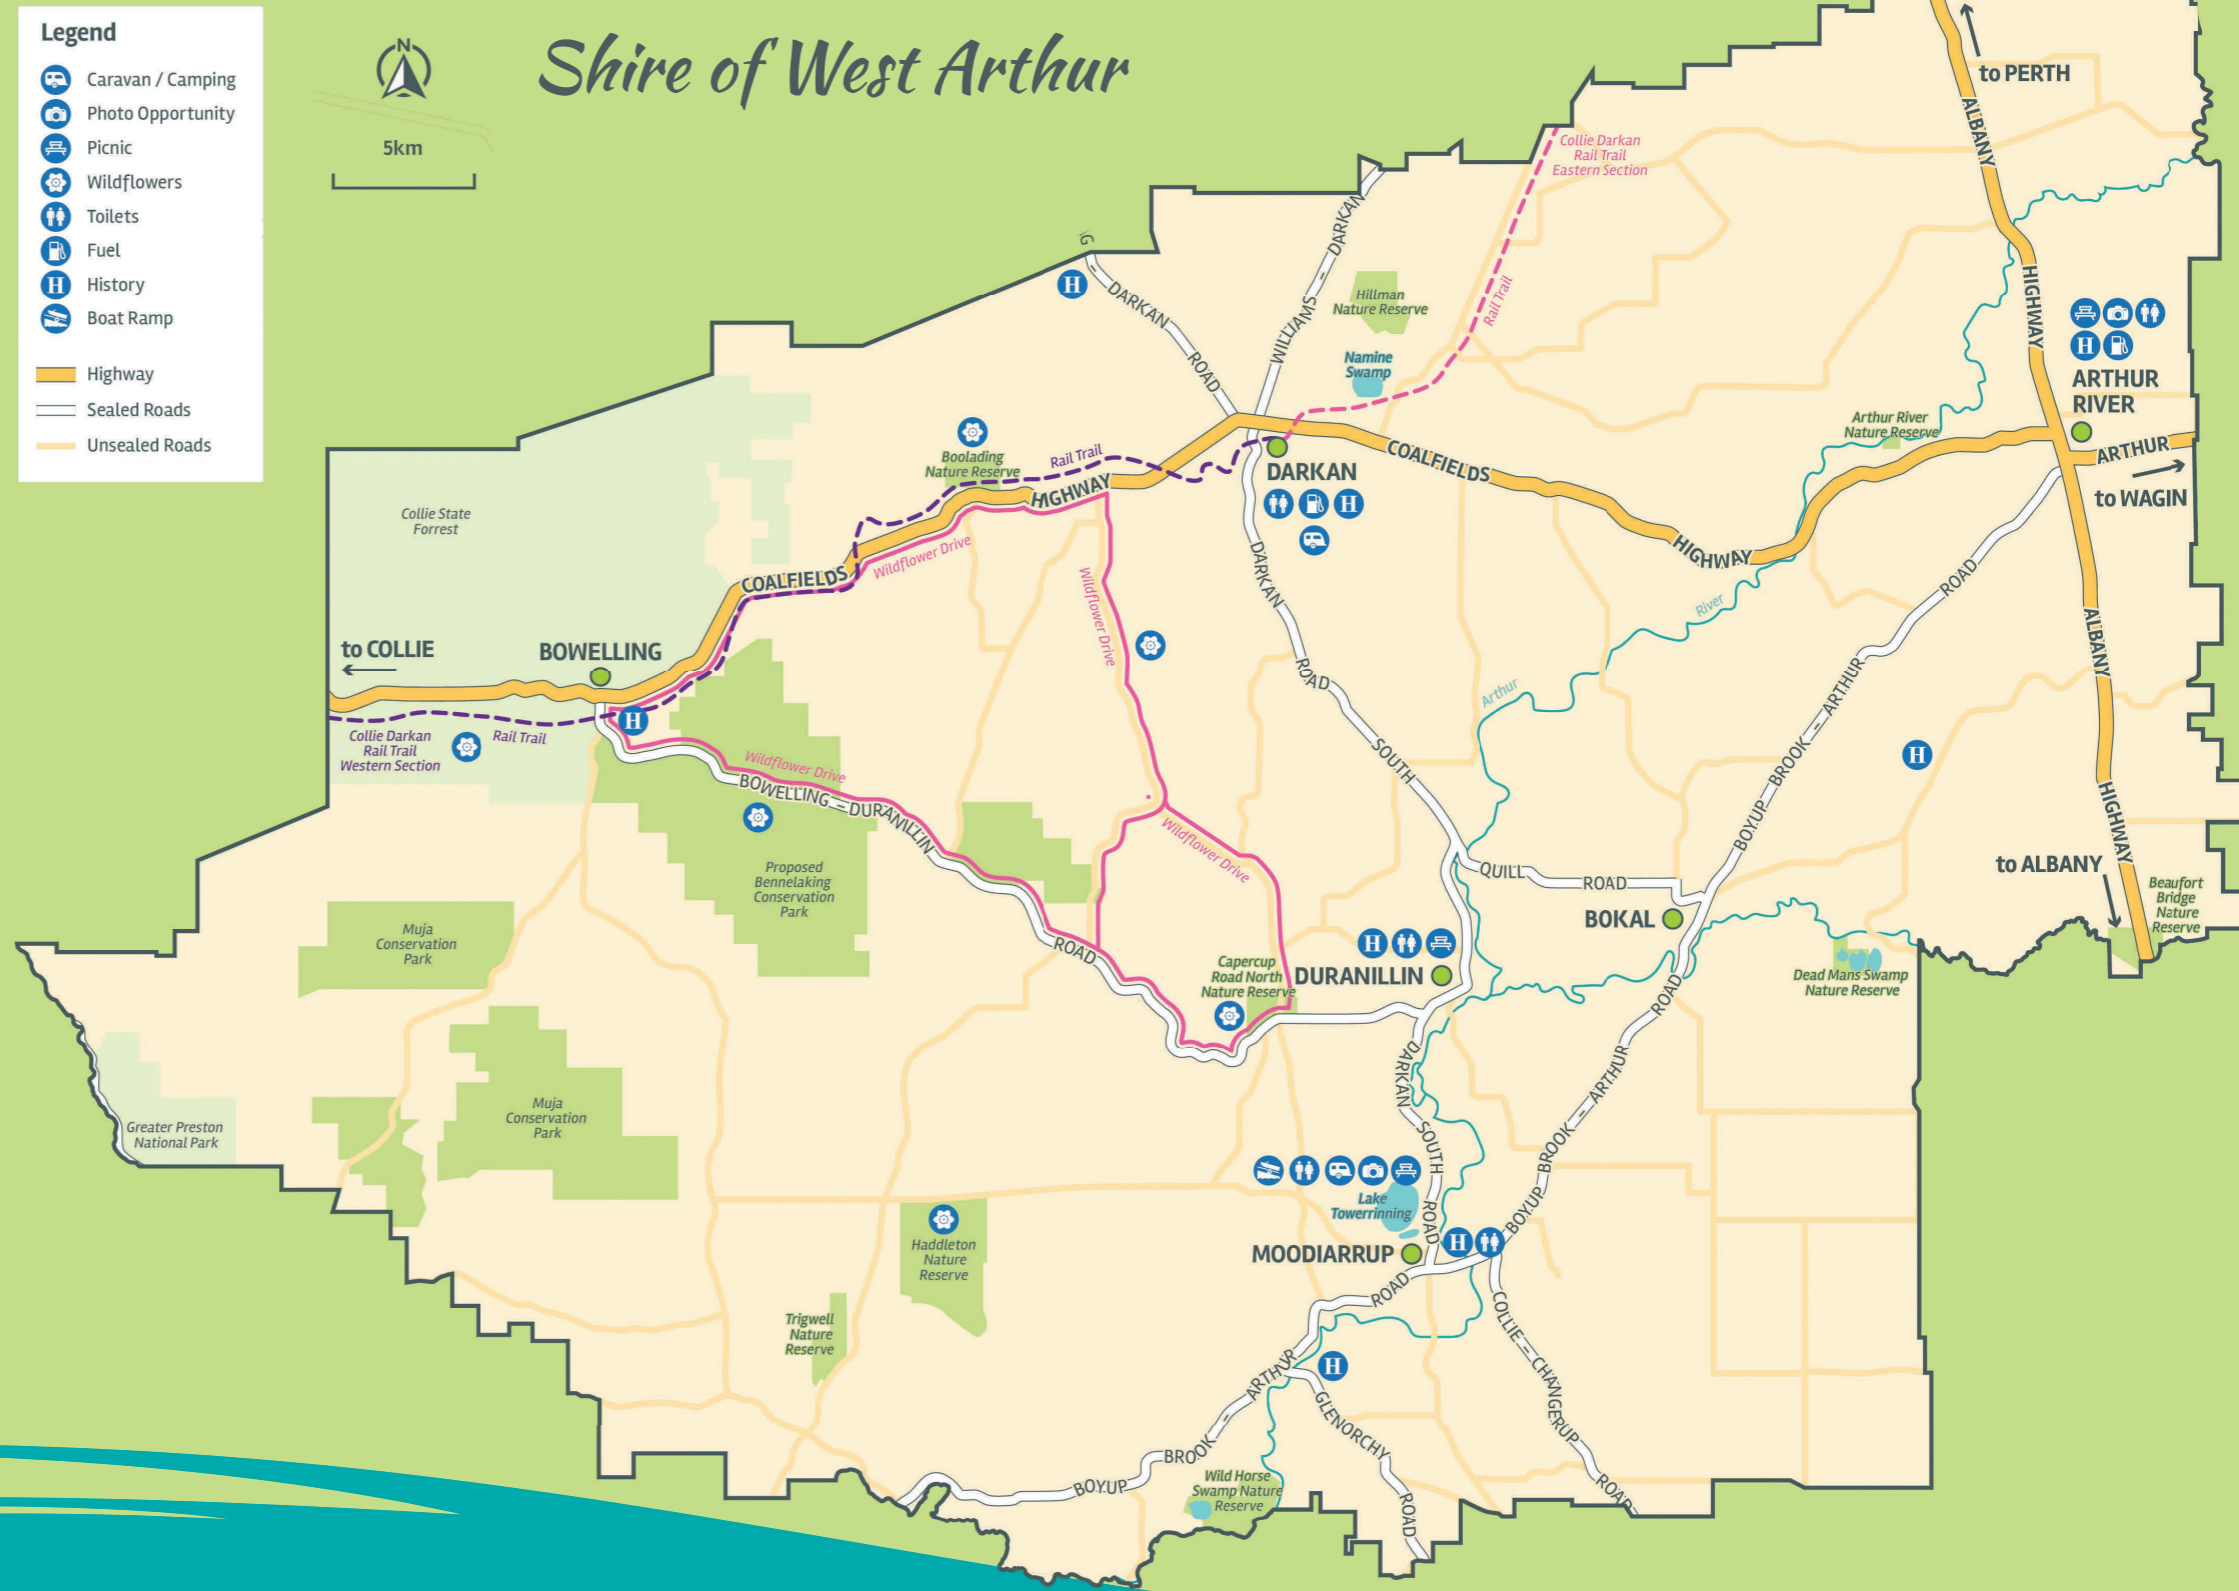 Legend
Caravan / Camping
Photo Opportunity
Picnic
Wildflowers
Toilets
Fuel
H History
Boat Ramp
Highway
Sealed Roads
Unsealed Roads
N
5km
Shire of West Arthur
to PERTH
ALBANY
Collie Darkan
Rail Trail
Eastern Section
WILLIAMS - DARKAN
IG
H
- DARKAN
ROAD
Hillman
Nature Reserve
Rail Trail
HIGHWAY
Namine
Swamp
H
ARTHUR
RIVER
Arthur River
Nature Reserve
ARTHUR
to WAGIN
Boolading
Nature Reserve
Rail Trail
HIGHWAY
DARKAN
H
COALFIELDS
HIGHWAY
Collie State
Forrest
Wildflower Drive
COALFIELDS
Wildflower Drive
DARKAN
ROAD
SOUTH
River
Arthur
ROAD
ALBANY
to COLLIE
BOWELLING
H
Collie Darkan
Rail Trail
Western Section
Rail Trail
Wildflower Drive
BOWELLING - DURANILLIN
ROAD
Wildflower Drive
BOYUP BROOK - ARTHUR
H
HIGHWAY
Proposed
Bennelaking
Conservation
Park
QUILL
ROAD
BOKAL
to ALBANY
Beaufort
Bridge
Nature
Reserve
Muja
Conservation
Park
H
DURANILLIN
Capercup
Road North
Nature Reserve
Dead Mans Swamp
Nature Reserve
ROAD
Greater Preston
National Park
Muja
Conservation
Park
DARKAN
SOUTH
ROAD
BOYUP BROOK - ARTHUR
Lake
Towerrinning
H
MOODIARRUP
Haddleton
Nature
Reserve
Trigwell
Nature
Reserve
ROAD
COLLIE - CHANGERUP
ROAD
H
BOYUP
BROOK -
ARTHUR
GLENORCHY
ROAD
Wild Horse
Swamp Nature
Reserve